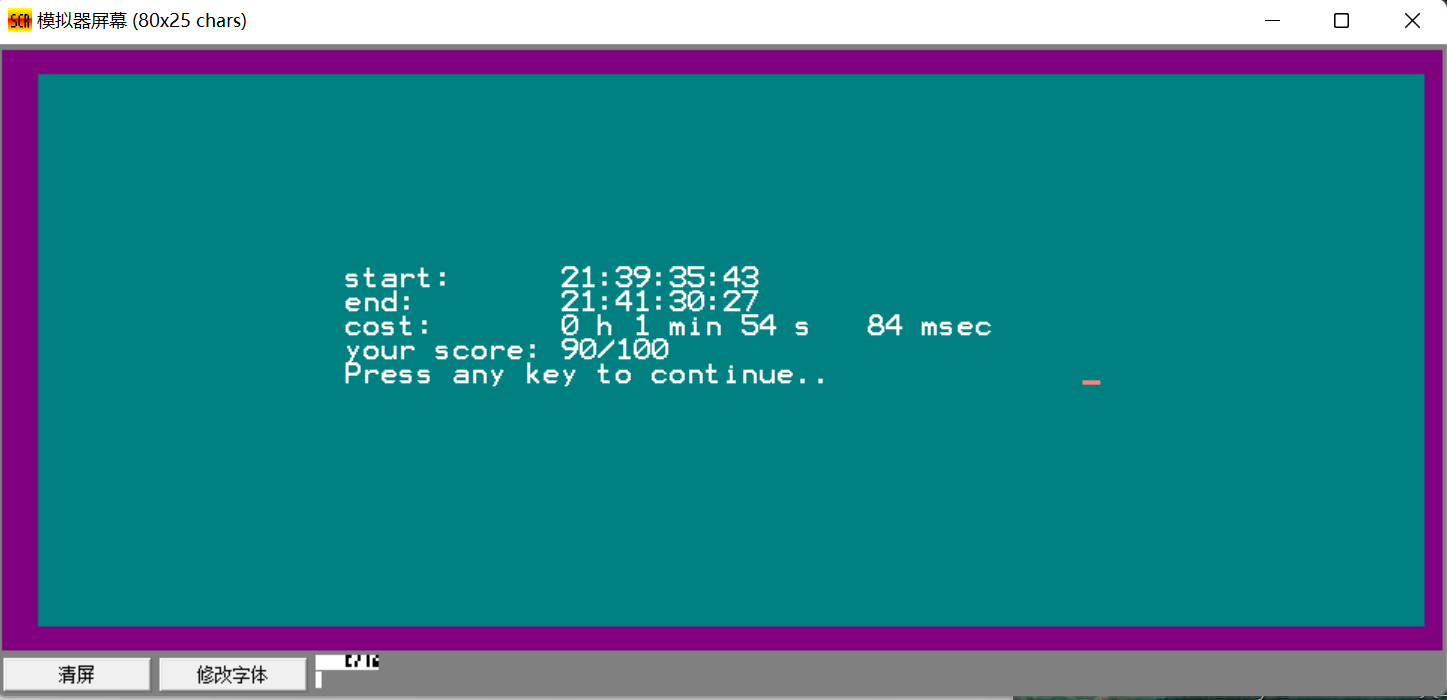 SCR 模拟器屏幕 (80x25 chars)
start: 21:39:35:43
end: 21:41:30:27
cost: 0 h 1 min 54 s 84 msec
your score: 90/100
Press any key to continue..
清屏 修改字体